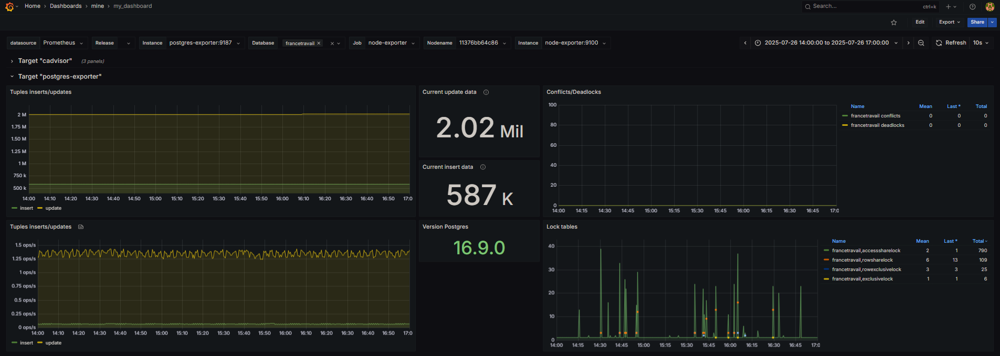 Home › Dashboards › mine › my_dashboard
Search... ctrl+k
Edit Export Share
datasource Prometheus Release Instance postgres-exporter:9187 Database francetravail × × Job node-exporter Nodename 11376bb64c86 Instance node-exporter:9100 2025-07-26 14:00:00 to 2025-07-26 17:00:00 Refresh 10s
Target "cadvisor" (3 panels)
Target "postgres-exporter"
Tuples inserts/updates
2 M
1.75 M
1.50 M
1.25 M
1 M
750 k
500 k
14:00 14:10 14:20 14:30 14:40 14:50 15:00 15:10 15:20 15:30 15:40 15:50 16:00 16:10 16:20 16:30 16:40 16:50 17:0
insert update
Current update data
2.02 Mil
Current insert data
587 K
Conflicts/Deadlocks
100
80
60
40
20
0
14:00 14:15 14:30 14:45 15:00 15:15 15:30 15:45 16:00 16:15 16:30 16:45 17:0
Name Mean Last * Total
francetravail conflicts 0 0 0
francetravail deadlocks 0 0 0
Tuples inserts/updates
1.5 ops/s
1.25 ops/s
1 ops/s
0.75 ops/s
0.5 ops/s
0.25 ops/s
0 ops/s
14:00 14:10 14:20 14:30 14:40 14:50 15:00 15:10 15:20 15:30 15:40 15:50 16:00 16:10 16:20 16:30 16:40 16:50 17:0
insert update
Version Postgres
16.9.0
Lock tables
40
30
20
10
0
14:00 14:15 14:30 14:45 15:00 15:15 15:30 15:45 16:00 16:15 16:30 16:45 17:0
Name Mean Last * Total
francetravail,accesssharelock 2 1 790
francetravail,rowsharelock 6 13 109
francetravail,rowexclusivelock 3 3 25
francetravail,exclusivelock 1 1 6